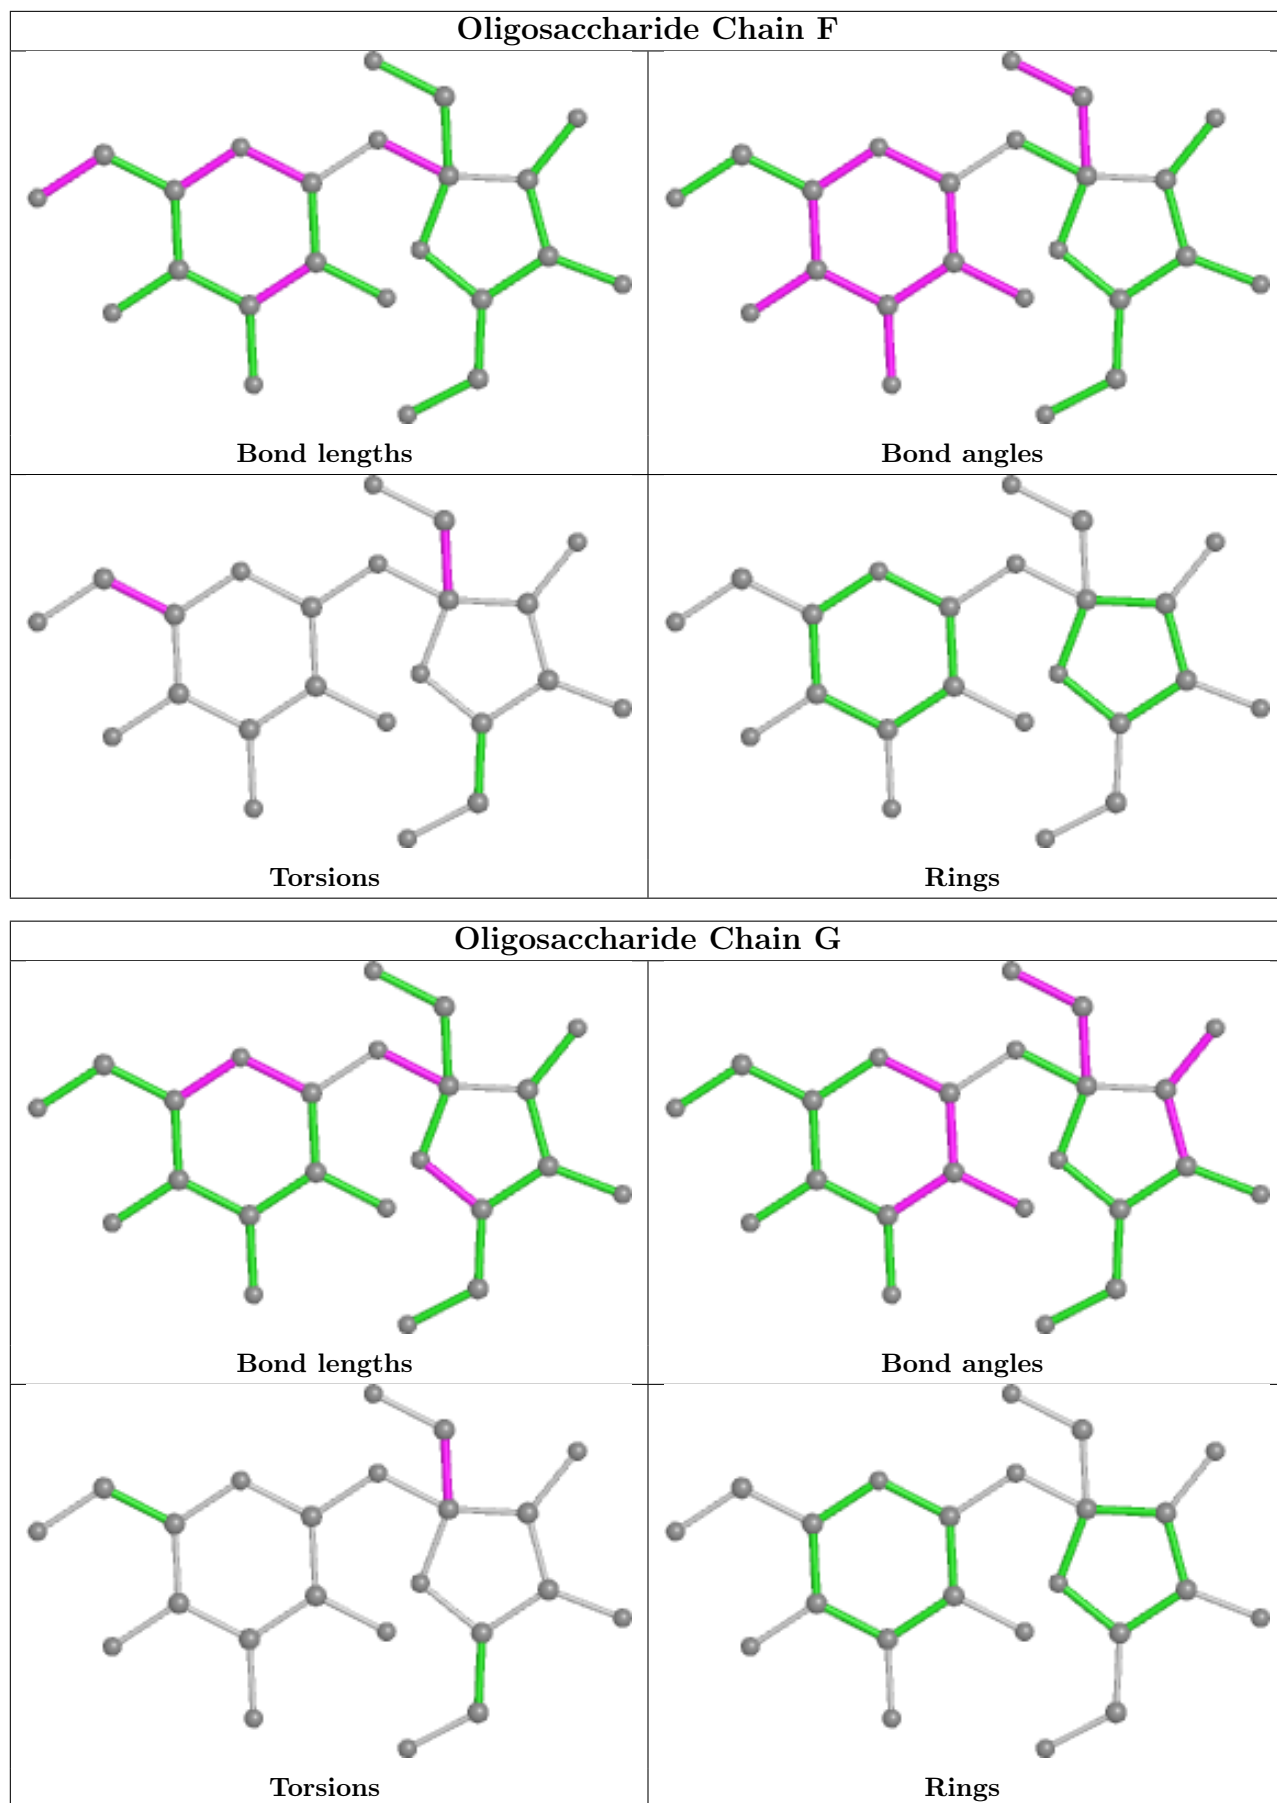 Oligosaccharide Chain F
Bond lengths
Bond angles
Torsions
Rings
Oligosaccharide Chain G
Bond lengths
Bond angles
Torsions
Rings